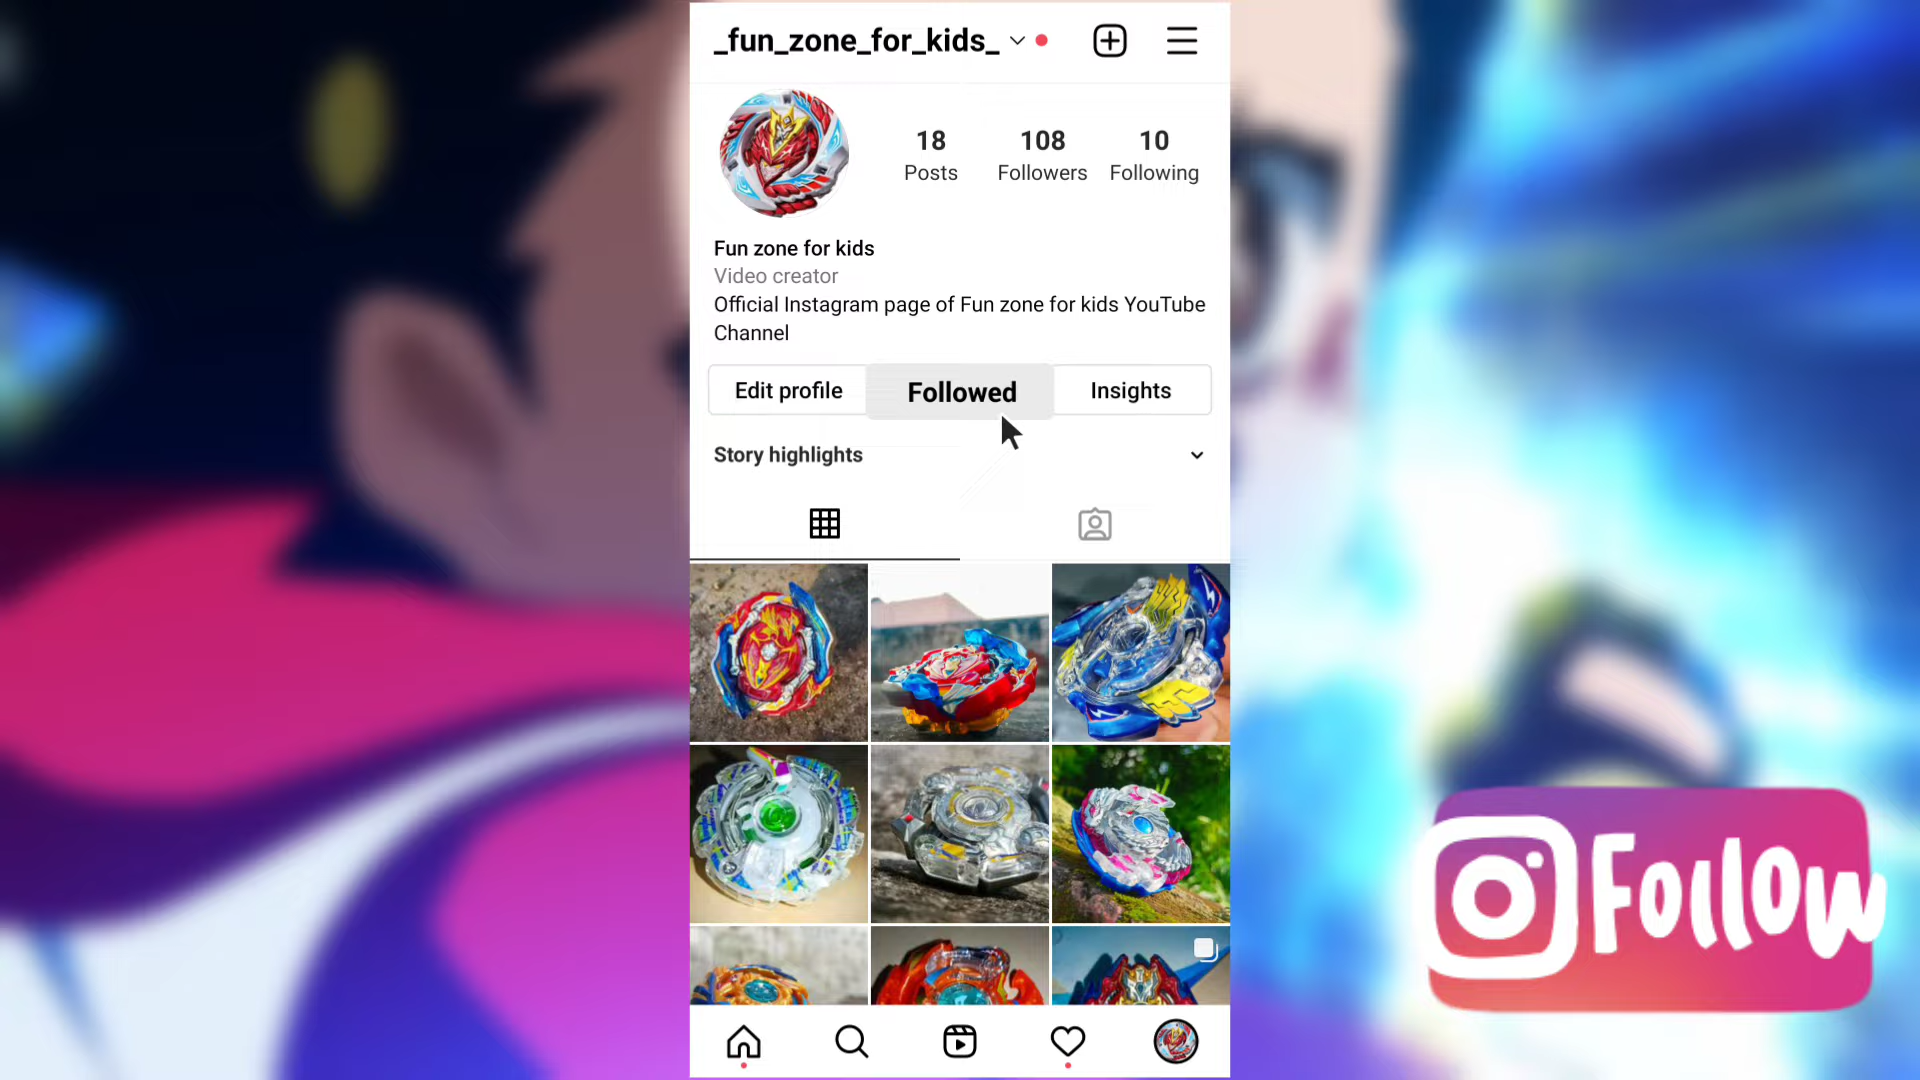 _fun_zone_for_kids_
18 108 10
Posts Followers Following
Fun zone for kids
Video creator
Official Instagram page of Fun zone for kids YouTube
Channel
Edit profile Followed Insights
Story highlights
Follow